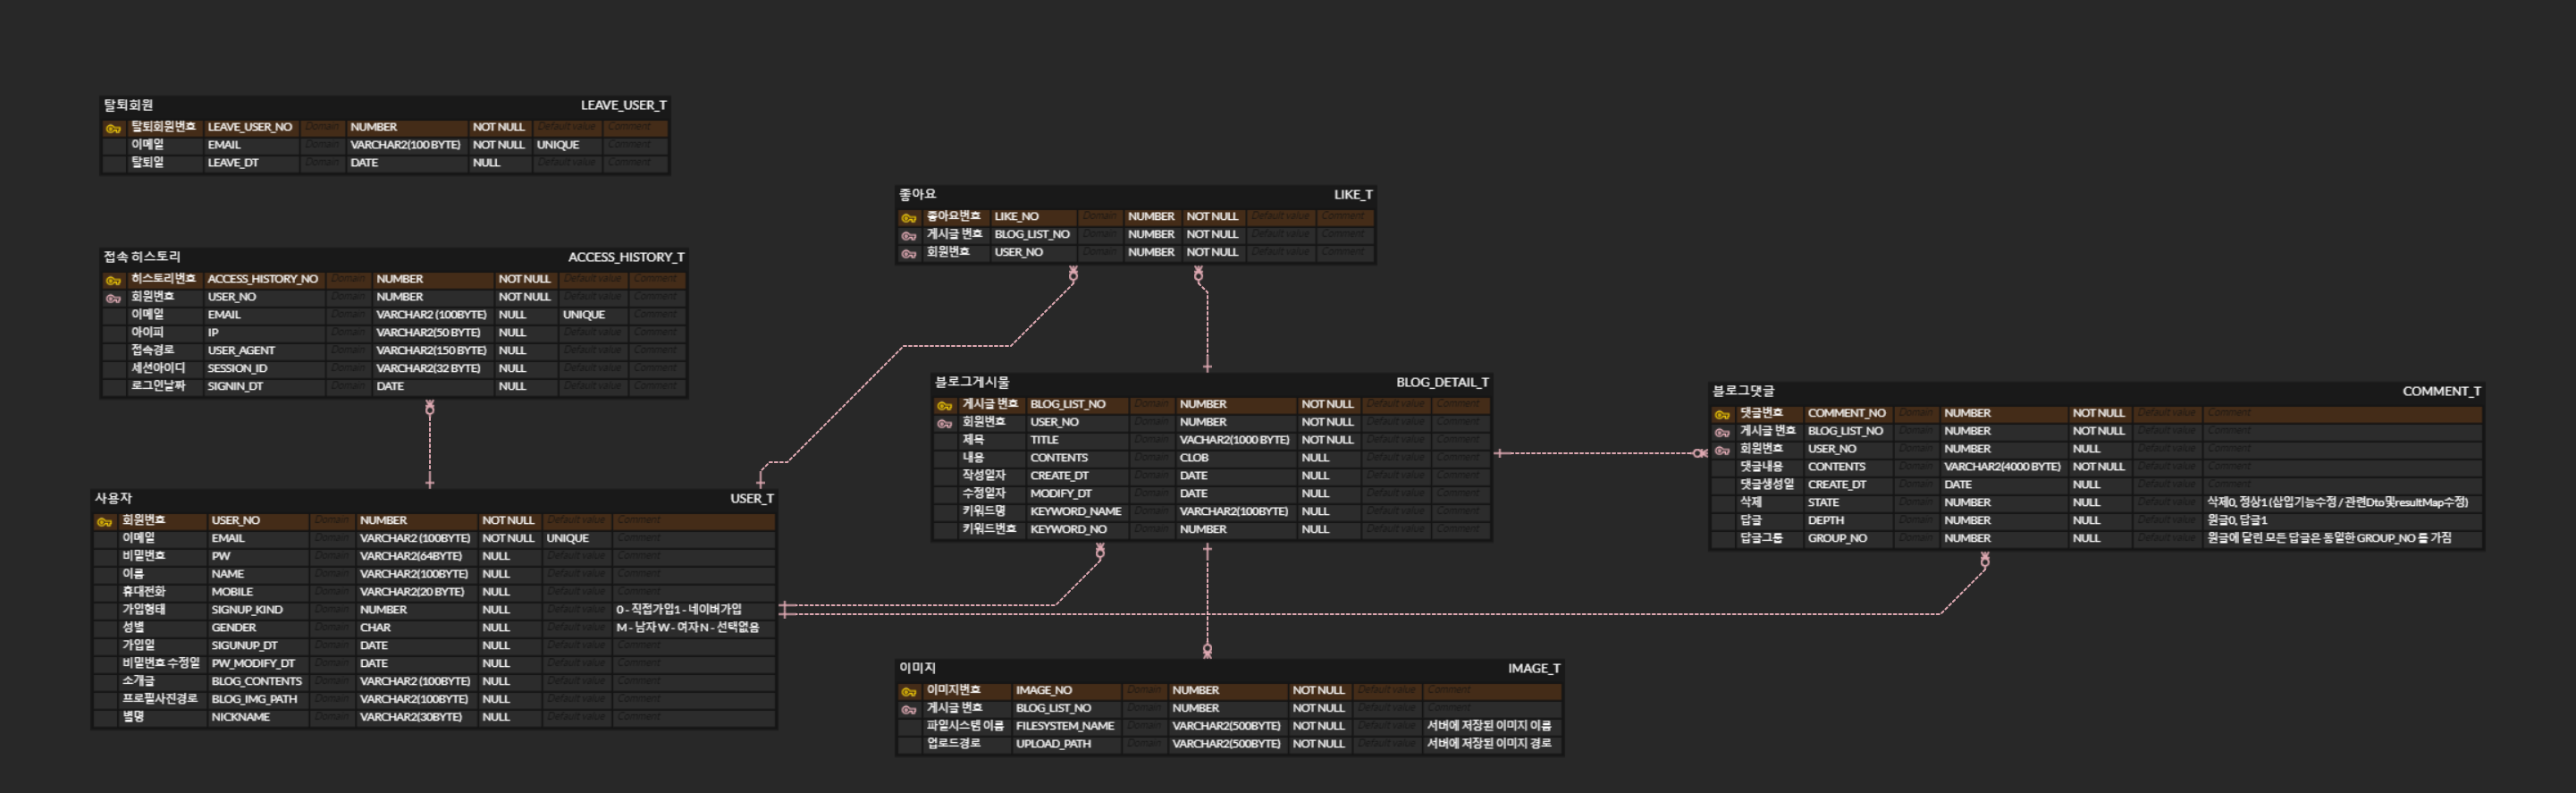 탈퇴회원 LEAVE_USER_T
탈퇴회원번호 LEAVE_USER_NO Domain NUMBER NOT NULL Default value Comment
이메일 EMAIL Domain VARCHAR2(100 BYTE) NOT NULL UNIQUE Comment
탈퇴일 LEAVE_DT Domain DATE NULL Default value Comment
좋아요 LIKE_T
좋아요번호 LIKE_NO Domain NUMBER NOT NULL Default value Comment
게시글 번호 BLOG_LIST_NO Domain NUMBER NOT NULL Default value Comment
회원번호 USER_NO Domain NUMBER NOT NULL Default value Comment
접속 히스토리 ACCESS_HISTORY_T
히스토리번호 ACCESS_HISTORY_NO Domain NUMBER NOT NULL Default value Comment
회원번호 USER_NO Domain NUMBER NOT NULL Default value Comment
이메일 EMAIL Domain VARCHAR2 (100BYTE) NULL UNIQUE Comment
아이피 IP Domain VARCHAR2(50 BYTE) NULL Default value Comment
접속경로 USER_AGENT Domain VARCHAR2(150 BYTE) NULL Default value Comment
세션아이디 SESSION_ID Domain VARCHAR2(32 BYTE) NULL Default value Comment
로그인날짜 SIGNIN_DT Domain DATE NULL Default value Comment
블로그게시물 BLOG_DETAIL_T
게시글 번호 BLOG_LIST_NO Domain NUMBER NOT NULL Default value Comment
회원번호 USER_NO Domain NUMBER NOT NULL Default value Comment
제목 TITLE Domain VACHAR2(1000 BYTE) NOT NULL Default value Comment
내용 CONTENTS Domain CLOB NULL Default value Comment
작성일자 CREATE_DT Domain DATE NULL Default value Comment
수정일자 MODIFY_DT Domain DATE NULL Default value Comment
키워드명 KEYWORD_NAME Domain VARCHAR2(100BYTE) NULL Default value Comment
키워드번호 KEYWORD_NO Domain NUMBER NULL Default value Comment
블로그댓글 COMMENT_T
댓글번호 COMMENT_NO Domain NUMBER NOT NULL Default value Comment
게시글 번호 BLOG_LIST_NO Domain NUMBER NOT NULL Default value Comment
회원번호 USER_NO Domain NUMBER NULL Default value Comment
댓글내용 CONTENTS Domain VARCHAR2(4000 BYTE) NOT NULL Default value Comment
댓글생성일 CREATE_DT Domain DATE NULL Default value Comment
삭제 STATE Domain NUMBER NULL Default value 삭제0, 정상1 (삽입기능수정 / 관련Dto및resultMap수정)
답글 DEPTH Domain NUMBER NULL Default value 원글0, 답글1
답글그룹 GROUP_NO Domain NUMBER NULL Default value 원글에 달린 모든 답글은 동일한 GROUP_NO 를 가짐
사용자 USER_T
회원번호 USER_NO Domain NUMBER NOT NULL Default value Comment
이메일 EMAIL Domain VARCHAR2 (100BYTE) NOT NULL UNIQUE Comment
비밀번호 PW Domain VARCHAR2(64BYTE) NULL Default value Comment
이름 NAME Domain VARCHAR2(100BYTE) NULL Default value Comment
휴대전화 MOBILE Domain VARCHAR2(20 BYTE) NULL Default value Comment
가입형태 SIGNUP_KIND Domain NUMBER NULL Default value 0 - 직접가입1 - 네이버가입
성별 GENDER Domain CHAR NULL Default value M - 남자 W - 여자 N - 선택없음
가입일 SIGUNUP_DT Domain DATE NULL Default value Comment
비밀번호 수정일 PW_MODIFY_DT Domain DATE NULL Default value Comment
소개글 BLOG_CONTENTS Domain VARCHAR2 (100BYTE) NULL Default value Comment
프로필사진경로 BLOG_IMG_PATH Domain VARCHAR2(100BYTE) NULL Default value Comment
별명 NICKNAME Domain VARCHAR2(30BYTE) NULL Default value Comment
이미지 IMAGE_T
이미지번호 IMAGE_NO Domain NUMBER NOT NULL Default value Comment
게시글 번호 BLOG_LIST_NO Domain NUMBER NOT NULL Default value Comment
파일시스템 이름 FILESYSTEM_NAME Domain VARCHAR2(500BYTE) NOT NULL Default value 서버에 저장된 이미지 이름
업로드경로 UPLOAD_PATH Domain VARCHAR2(500BYTE) NOT NULL Default value 서버에 저장된 이미지 경로